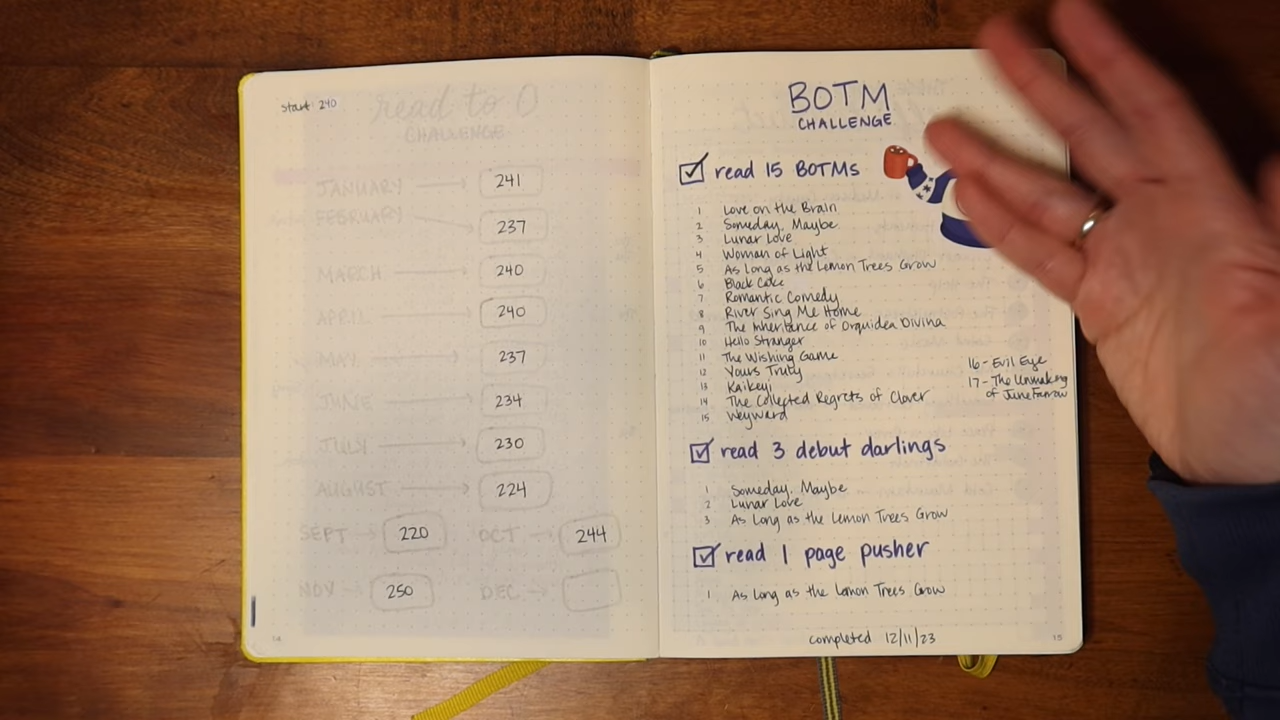 start: 240
read to 0
CHALLENGE
JANUARY 241
FEBRUARY 237
MARCH 240
APRIL 240
MAY 237
JUNE 234
JULY 230
AUGUST 224
SEPT 220 OCT 244
NOV 250 DEC
14
BOTM
CHALLENGE
read 15 BOTMs
1 Love on the Brain
2 Someday, Maybe
3 Lunar Love
4 Woman of Light
5 As Long as the Lemon Trees Grow
6 Black Cake
7 Romantic Comedy
8 River Sing Me Home
9 The Inheritance of Orquidea Divina
10 Hello Stranger
11 The Wishing Game
12 Yours Truly
13 Kaikeyi
14 The Collected Regrets of Clover
15 Weyward
16 - Evil Eye
17 - The Unmaking
of June Farrow
read 3 debut darlings
1 Someday, Maybe
2 Lunar Love
3 As Long as the Lemon Trees Grow
read 1 page pusher
1 As Long as the Lemon Trees Grow
completed 12/11/23
15